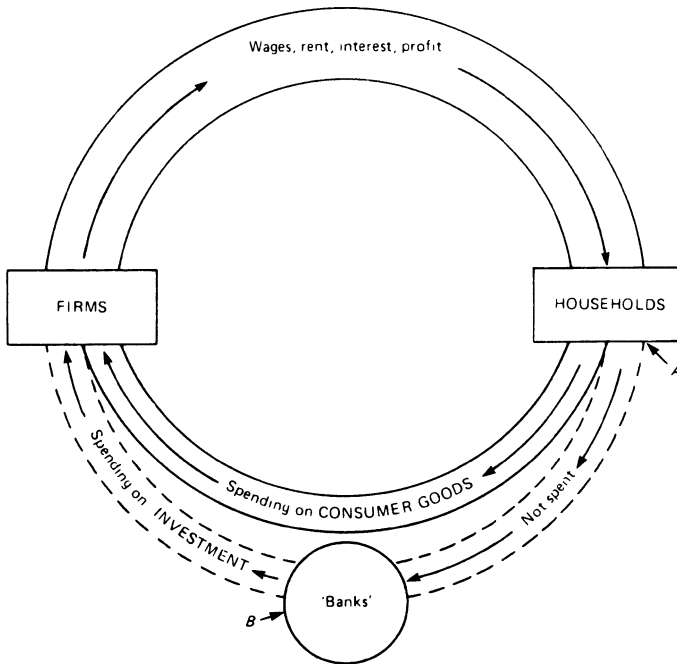 Wages, rent, interest, profit
FIRMS
HOUSEHOLDS
A
Spending on CONSUMER GOODS
Not spent
Spending on INVESTMENT
'Banks'
B